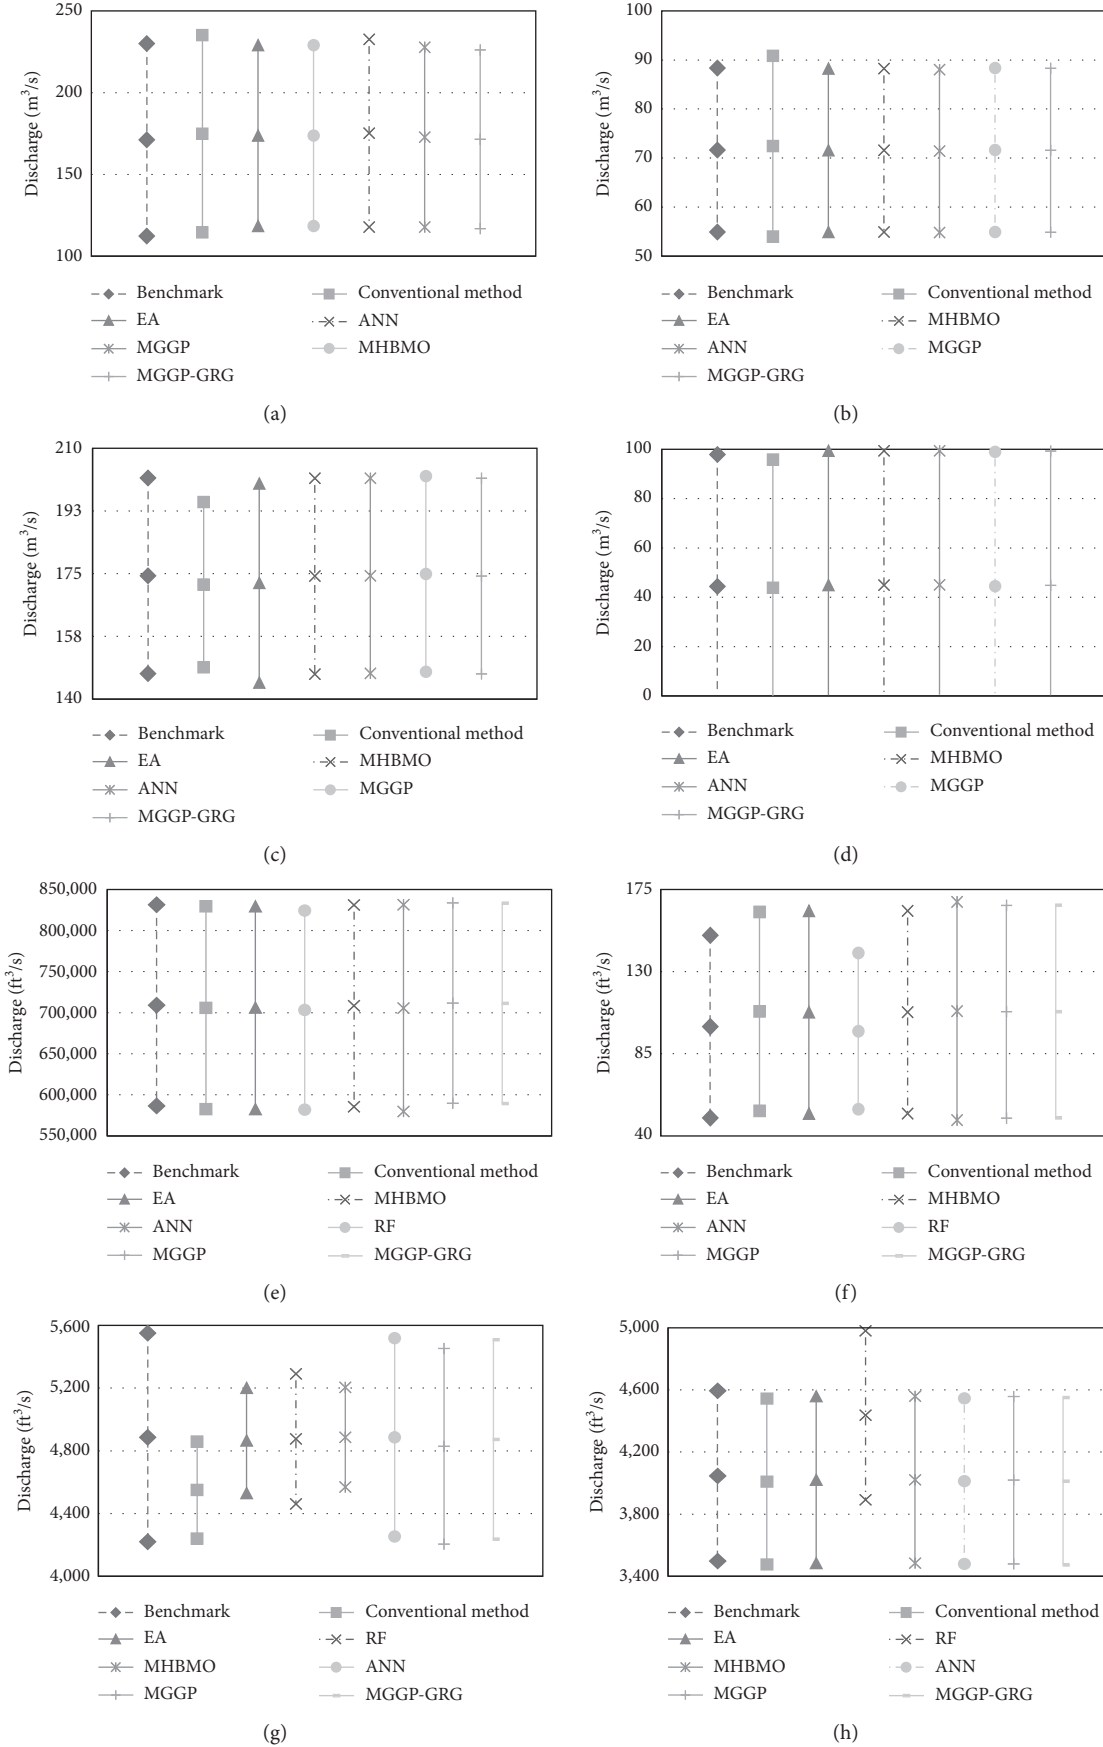 250
200
150
100
Discharge (m³/s)
Benchmark
Conventional method
EA
ANN
MGGP
MHBMO
MGGP-GRG
(a)
100
90
80
70
60
50
Discharge (m³/s)
Benchmark
Conventional method
EA
MHBMO
ANN
MGGP
MGGP-GRG
(b)
210
193
175
158
140
Discharge (m³/s)
Benchmark
Conventional method
EA
MHBMO
ANN
MGGP
MGGP-GRG
(c)
100
80
60
40
20
0
Discharge (m³/s)
Benchmark
Conventional method
EA
MHBMO
ANN
MGGP
MGGP-GRG
(d)
850,000
800,000
750,000
700,000
650,000
600,000
550,000
Discharge (ft³/s)
Benchmark
Conventional method
EA
MHBMO
ANN
RF
MGGP
MGGP-GRG
(e)
175
130
85
40
Discharge (ft³/s)
Benchmark
Conventional method
EA
MHBMO
ANN
RF
MGGP
MGGP-GRG
(f)
5,600
5,200
4,800
4,400
4,000
Discharge (ft³/s)
Benchmark
Conventional method
EA
RF
MHBMO
ANN
MGGP
MGGP-GRG
(g)
5,000
4,600
4,200
3,800
3,400
Discharge (ft³/s)
Benchmark
Conventional method
EA
RF
MHBMO
ANN
MGGP
MGGP-GRG
(h)